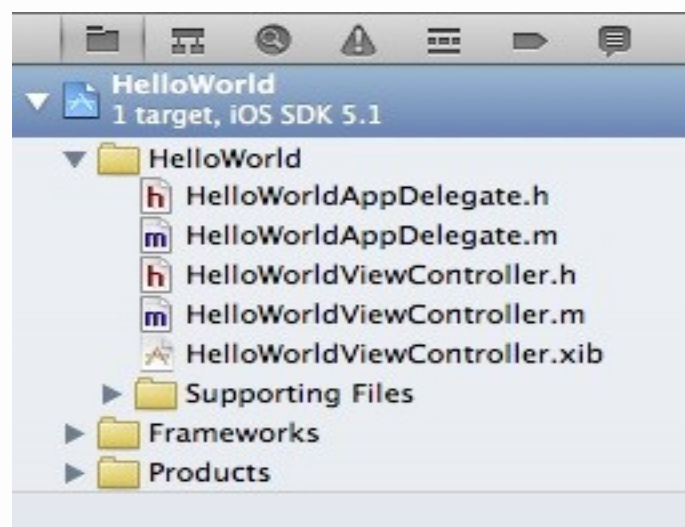 HelloWorld
1 target, iOS SDK 5.1
HelloWorld
h HelloWorldAppDelegate.h
m HelloWorldAppDelegate.m
h HelloWorldViewController.h
m HelloWorldViewController.m
HelloWorldViewController.xib
Supporting Files
Frameworks
Products